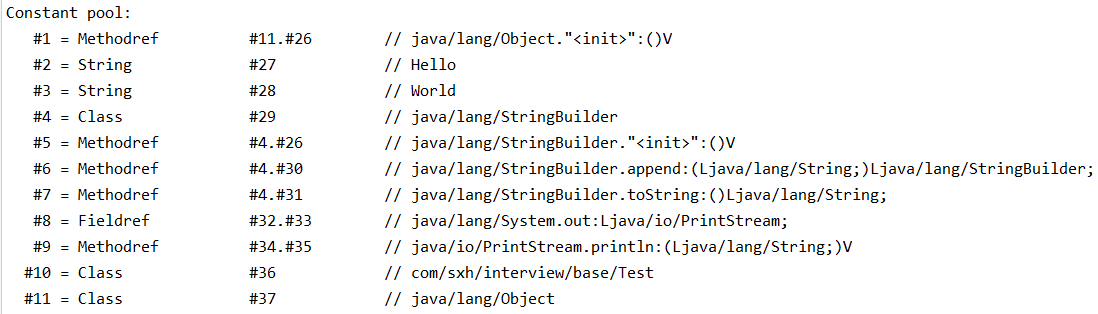 Constant pool:
#1 = Methodref #11.#26 // java/lang/Object."<init>":()V
#2 = String #27 // Hello
#3 = String #28 // World
#4 = Class #29 // java/lang/StringBuilder
#5 = Methodref #4.#26 // java/lang/StringBuilder."<init>":()V
#6 = Methodref #4.#30 // java/lang/StringBuilder.append:(Ljava/lang/String;)Ljava/lang/StringBuilder;
#7 = Methodref #4.#31 // java/lang/StringBuilder.toString:()Ljava/lang/String;
#8 = Fieldref #32.#33 // java/lang/System.out:Ljava/io/PrintStream;
#9 = Methodref #34.#35 // java/io/PrintStream.println:(Ljava/lang/String;)V
#10 = Class #36 // com/sxh/interview/base/Test
#11 = Class #37 // java/lang/Object